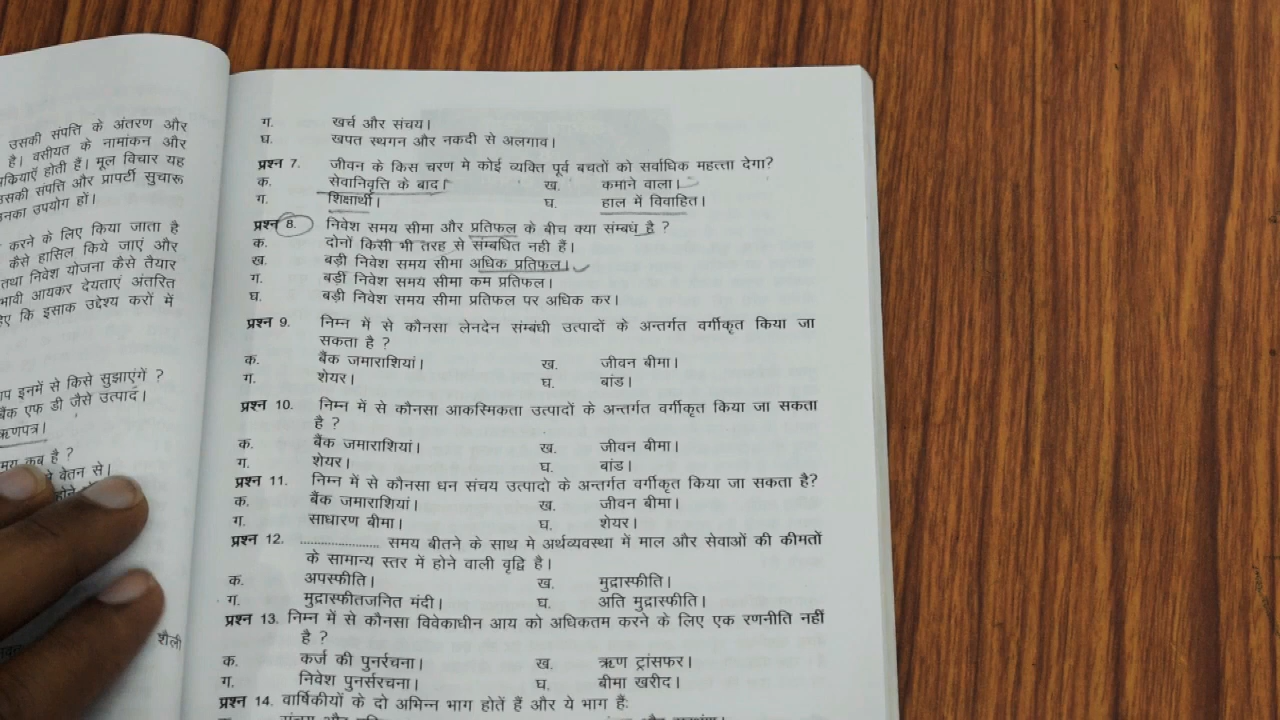 उसकी संपत्ति के अंतरण और
है। वसीयत के नामांकन और
होती हैं। मूल विचार यह
संपत्ति और प्रापर्टी सुचारू
उपयोग हों।
करने के लिए किया जाता है
कैसे हासिल किये जाएं और
तथा निवेश योजना कैसे तैयार
भावी आयकर देयताएं अंतरित
कि इसाक उद्देश्य करों में
इनमें से किसे सुझाएंगें ?
बैंक एफ डी जैसे उत्पाद।
ऋणपत्र।
कब है ?
वेतन से।
शैली
ग. खर्च और संचय।
घ. खपत स्थगन और नकदी से अलगाव।
प्रश्न 7. जीवन के किस चरण मे कोई व्यक्ति पूर्व बचतों को सर्वाधिक महत्ता देगा?
क. सेवानिवृत्ति के बाद। ख. कमाने वाला।
ग. शिक्षार्थी। घ. हाल में विवाहित।
प्रश्न 8. निवेश समय सीमा और प्रतिफल के बीच क्या संम्बधं है ?
क. दोनों किसी भी तरह से संम्बधित नही हैं।
ख. बड़ी निवेश समय सीमा अधिक प्रतिफल।
ग. बड़ीं निवेश समय सीमा कम प्रतिफल।
घ. बड़ी निवेश समय सीमा प्रतिफल पर अधिक कर।
प्रश्न 9. निम्न में से कौनसा लेनदेन संम्बंघी उत्पादों के अन्तर्गत वर्गीकृत किया जा
सकता है ?
क. बैंक जमाराशियां। ख. जीवन बीमा।
ग. शेयर। घ. बांड।
प्रश्न 10. निम्न में से कौनसा आकस्मिकता उत्पादों के अन्तर्गत वर्गीकृत किया जा सकता
है ?
क. बैंक जमाराशियां। ख. जीवन बीमा।
ग. शेयर। घ. बांड।
प्रश्न 11. निम्न में से कौनसा धन संचय उत्पादो के अन्तर्गत वर्गीकृत किया जा सकता है?
क. बैंक जमाराशियां। ख. जीवन बीमा।
ग. साधारण बीमा। घ. शेयर।
प्रश्न 12. ........................ समय बीतने के साथ मे अर्थव्यवस्था में माल और सेवाओं की कीमतों
के सामान्य स्तर में होने वाली वृद्वि है।
क. अपस्फीति। ख. मुद्रास्फीति।
ग. मुद्रास्फीतजनित मंदी। घ. अति मुद्रास्फीति।
प्रश्न 13. निम्न में से कौनसा विवेकाधीन आय को अधिकतम करने के लिए एक रणनीति नहीं
है ?
क. कर्ज की पुनर्रचना। ख. ऋण ट्रांसफर।
ग. निवेश पुनर्सरचना। घ. बीमा खरीद।
प्रश्न 14. वार्षिकीयों के दो अभिन्न भाग होतें हैं और ये भाग हैंः